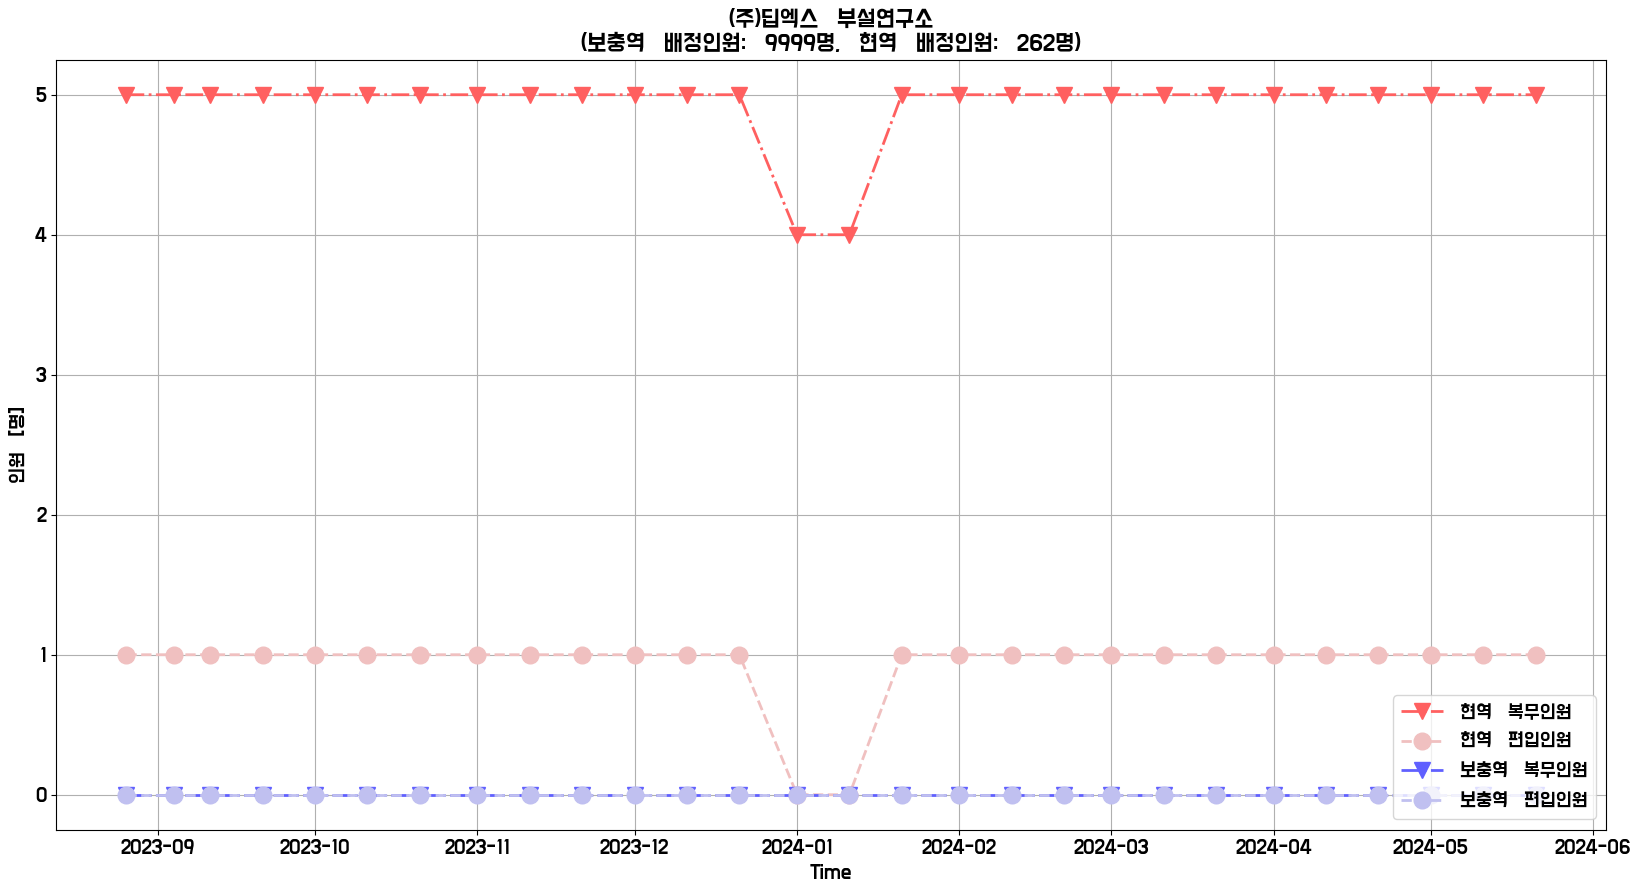 (주)딥엑스 부설연구소
(보충역 배정인원: 9999명, 현역 배정인원: 262명)
인원 [명]
5
4
3
2
1
0
현역 복무인원
현역 편입인원
보충역 복무인원
보충역 편입인원
2023-09 2023-10 2023-11 2023-12 2024-01 2024-02 2024-03 2024-04 2024-05 2024-06
Time